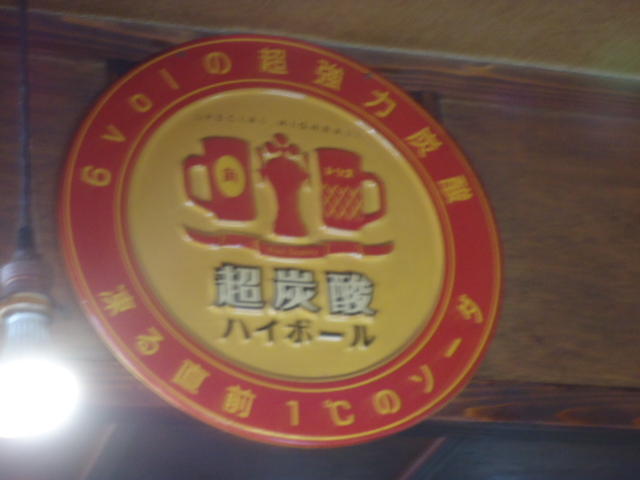 6volの超強力炭酸
超炭酸
ハイボール
凍る直前1℃のソーダ